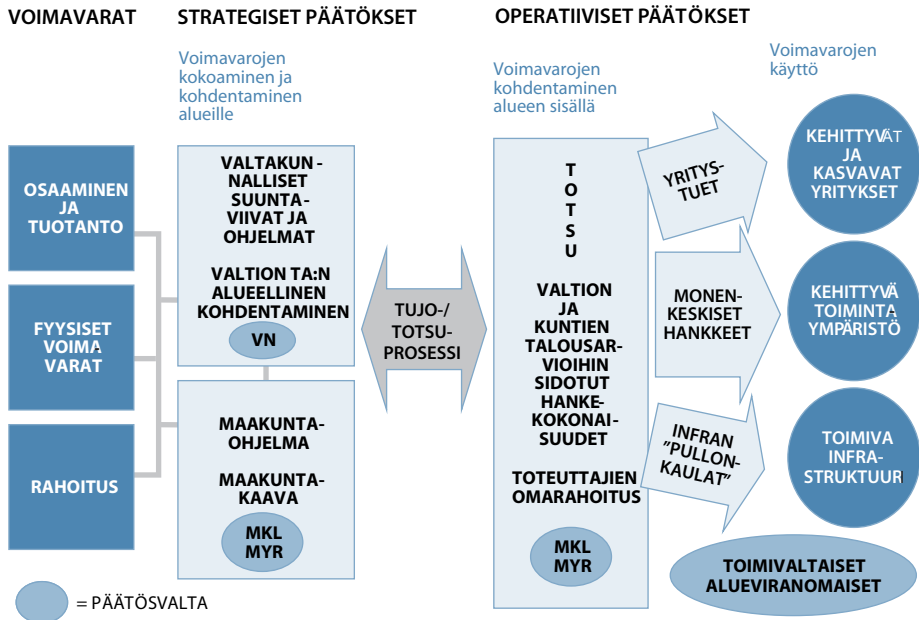 VOIMAVARAT
STRATEGISET PÄÄTÖKSET
OPERATIIVISET PÄÄTÖKSET
Voimavarojen
kokoaminen ja
kohdentaminen
alueille
Voimavarojen
kohdentaminen
alueen sisällä
Voimavarojen
käyttö
OSAAMINEN
JA
TUOTANTO
FYYSISET
VOIMA
VARAT
RAHOITUS
VALTAKUN-
NALLISET
SUUNTA-
VIIVAT JA
OHJELMAT
VALTION TA:N
ALUEELLINEN
KOHDENTAMINEN
VN
MAAKUNTA-
OHJELMA
MAAKUNTA-
KAAVA
MKL
MYR
TUJO-/
TOTSU-
PROSESSI
T
O
T
S
U
VALTION
JA
KUNTIEN
TALOUSAR-
VIOIHIN
SIDOTUT
HANKE-
KOKONAI-
SUUDET
TOTEUTTAJIEN
OMARAHOITUS
MKL
MYR
YRITYS-
TUET
MONEN-
KESKISET
HANKKEET
INFRAN
"PULLON-
KAULAT"
KEHITTYVÄT
JA
KASVAVAT
YRITYKSET
KEHITTYVÄ
TOIMINTA
YMPÄRISTÖ
TOIMIVA
INFRA-
STRUKTUURI
TOIMIVALTAISET
ALUEVIRANOMAISET
= PÄÄTÖSVALTA